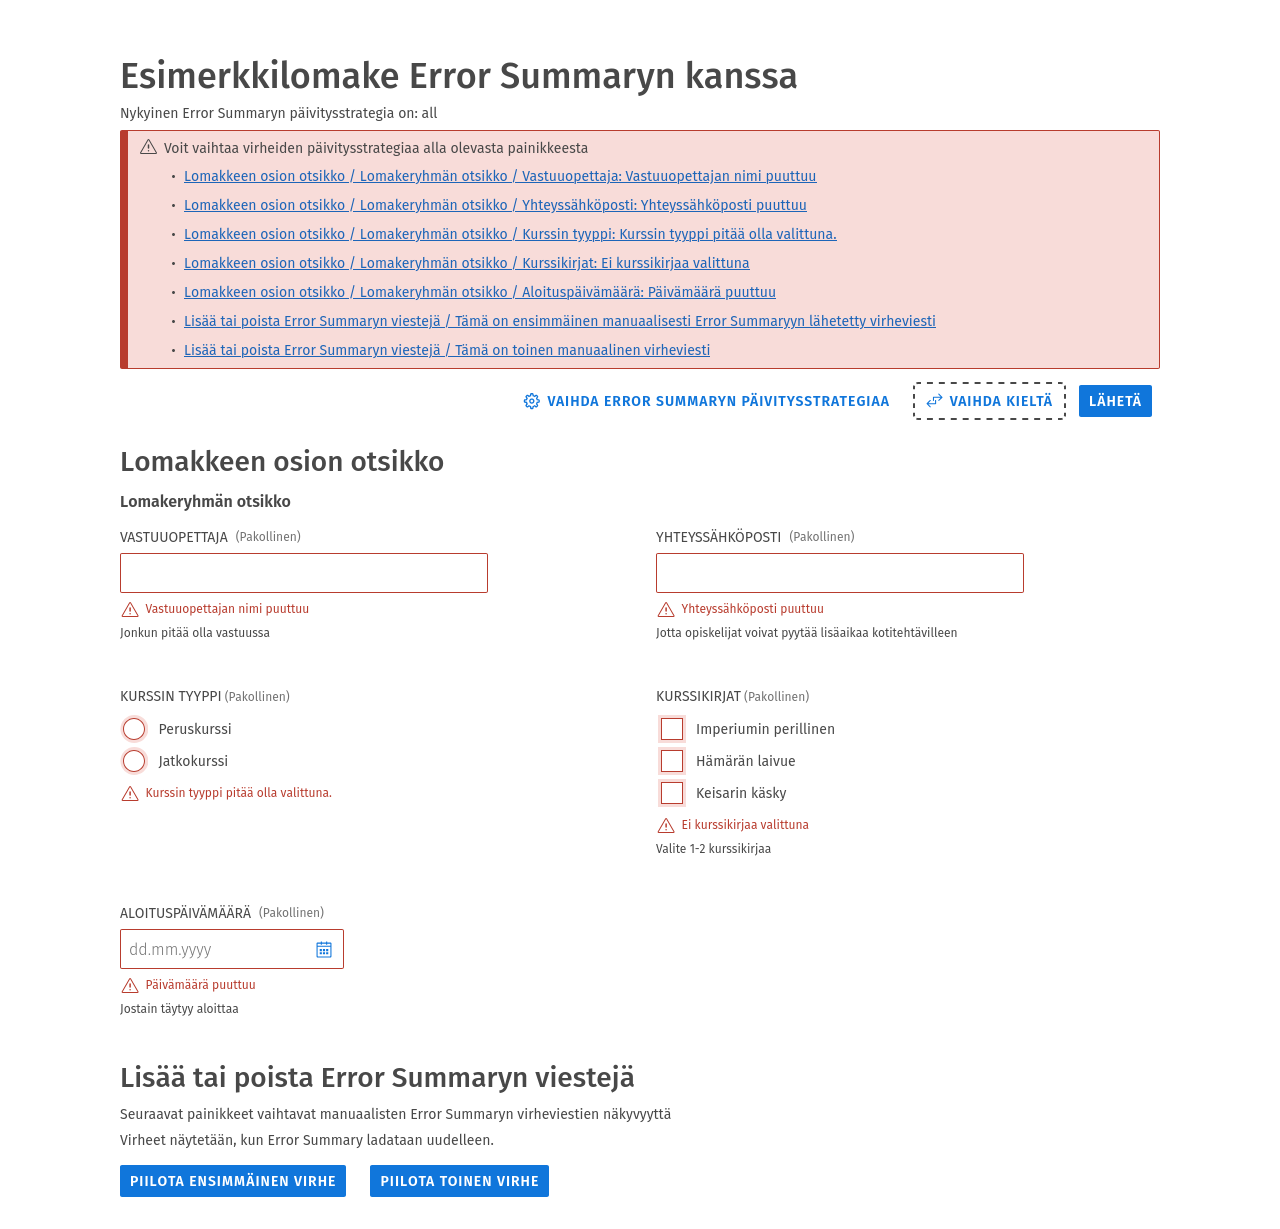 Esimerkkilomake Error Summaryn kanssa
Nykyinen Error Summaryn päivitysstrategia on: all
Voit vaihtaa virheiden päivitysstrategiaa alla olevasta painikkeesta
• Lomakkeen osion otsikko / Lomakeryhmän otsikko / Vastuuopettaja: Vastuuopettajan nimi puuttuu
• Lomakkeen osion otsikko / Lomakeryhmän otsikko / Yhteyssähköposti: Yhteyssähköposti puuttuu
• Lomakkeen osion otsikko / Lomakeryhmän otsikko / Kurssin tyyppi: Kurssin tyyppi pitää olla valittuna.
• Lomakkeen osion otsikko / Lomakeryhmän otsikko / Kurssikirjat: Ei kurssikirjaa valittuna
• Lomakkeen osion otsikko / Lomakeryhmän otsikko / Aloituspäivämäärä: Päivämäärä puuttuu
• Lisää tai poista Error Summaryn viestejä / Tämä on ensimmäinen manuaalisesti Error Summaryyn lähetetty virheviesti
• Lisää tai poista Error Summaryn viestejä / Tämä on toinen manuaalinen virheviesti
VAIHDA ERROR SUMMARYN PÄIVITYSSTRATEGIAA VAIHDA KIELTÄ LÄHETÄ
Lomakkeen osion otsikko
Lomakeryhmän otsikko
VASTUUOPETTAJA (Pakollinen)
Vastuuopettajan nimi puuttuu
Jonkun pitää olla vastuussa
YHTEYSSÄHKÖPOSTI (Pakollinen)
Yhteyssähköposti puuttuu
Jotta opiskelijat voivat pyytää lisäaikaa kotitehtävilleen
KURSSIN TYYPPI (Pakollinen)
Peruskurssi
Jatkokurssi
Kurssin tyyppi pitää olla valittuna.
KURSSIKIRJAT (Pakollinen)
Imperiumin perillinen
Hämärän laivue
Keisarin käsky
Ei kurssikirjaa valittuna
Valite 1-2 kurssikirjaa
ALOITUSPÄIVÄMÄÄRÄ (Pakollinen)
dd.mm.yyyy
Päivämäärä puuttuu
Jostain täytyy aloittaa
Lisää tai poista Error Summaryn viestejä
Seuraavat painikkeet vaihtavat manuaalisten Error Summaryn virheviestien näkyvyyttä
Virheet näytetään, kun Error Summary ladataan uudelleen.
PIILOTA ENSIMMÄINEN VIRHE PIILOTA TOINEN VIRHE